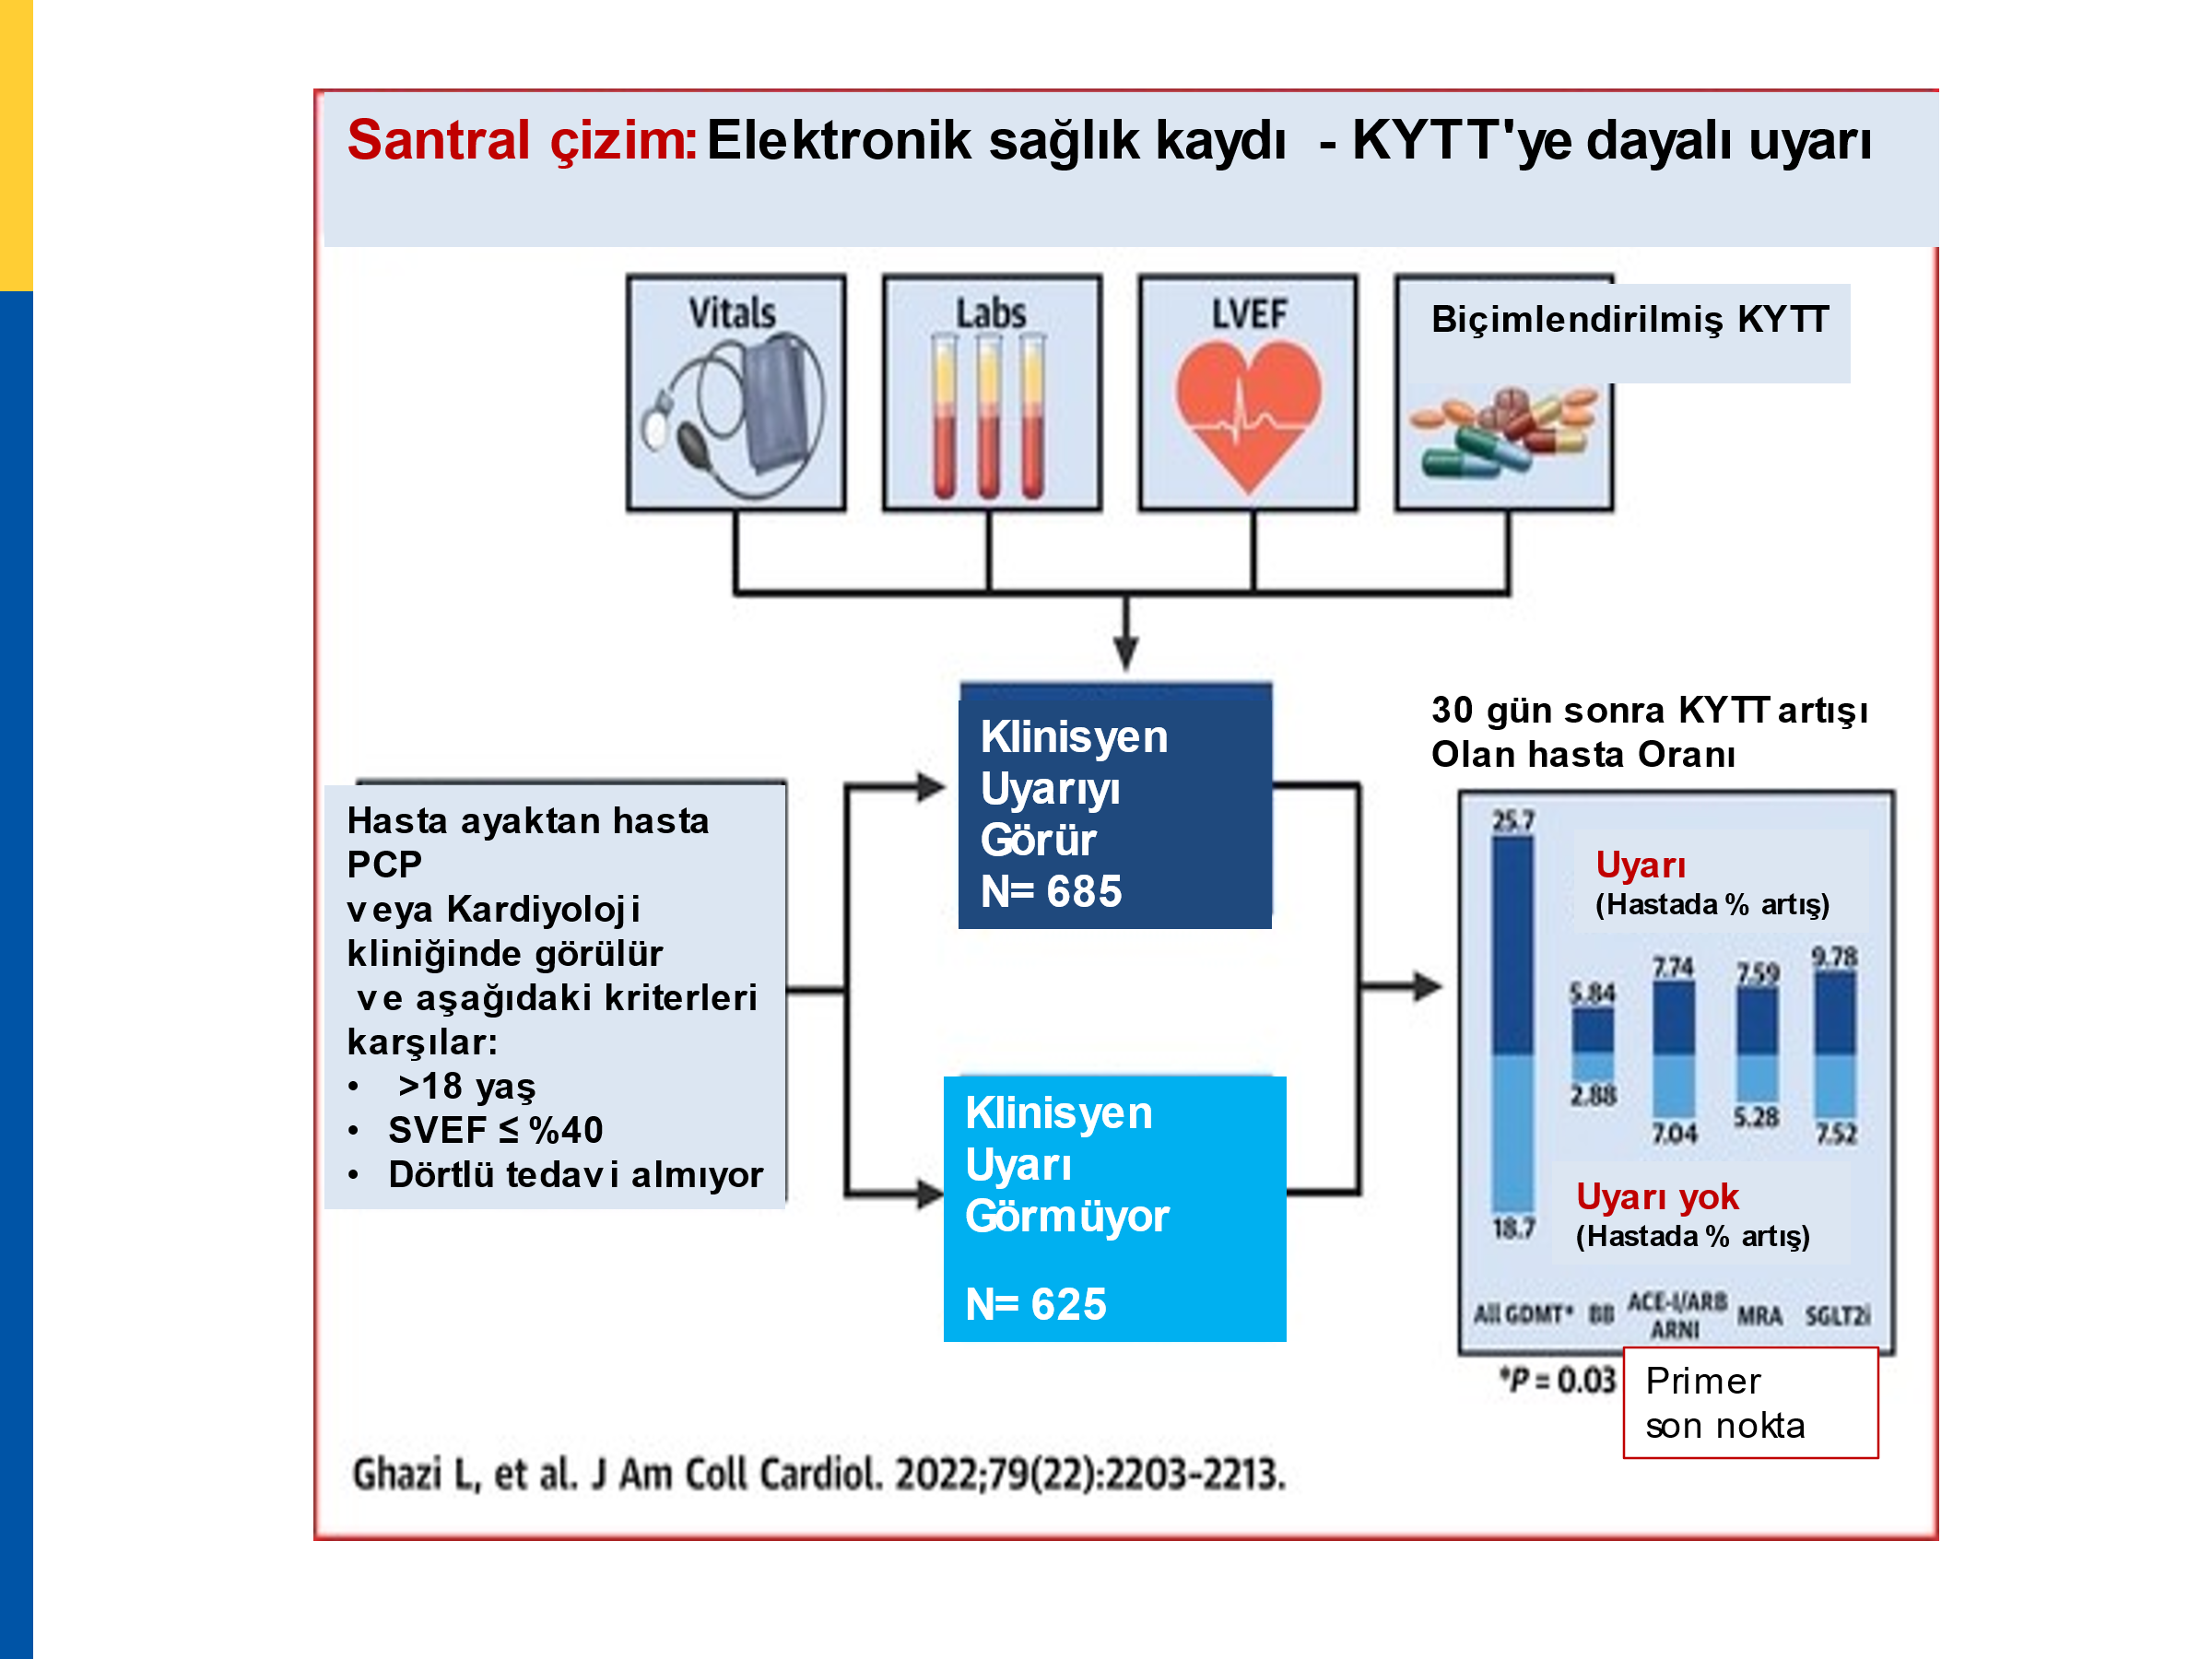 Santral çizim: Elektronik sağlık kaydı - KYTT'ye dayalı uyarı
Vitals
Labs
LVEF
Biçimlendirilmiş KYTT
Klinisyen
Uyarıyı
Görür
N= 685
30 gün sonra KYTT artışı
Olan hasta Oranı
Hasta ayaktan hasta
PCP
veya Kardiyoloji
kliniğinde görülür
ve aşağıdaki kriterleri
karşılar:
• >18 yaş
• SVEF ≤ %40
• Dörtlü tedavi almıyor
Klinisyen
Uyarı
Görmüyor
N= 625
25.7
Uyarı
(Hastada % artış)
5.84
7.74
7.59
9.78
2.88
7.04
5.28
7.52
18.7
Uyarı yok
(Hastada % artış)
All GDMT* BB ACE-I/ARB
ARNI MRA SGLT2i
*P = 0.03
Primer
son nokta
Ghazi L, et al. J Am Coll Cardiol. 2022;79(22):2203-2213.